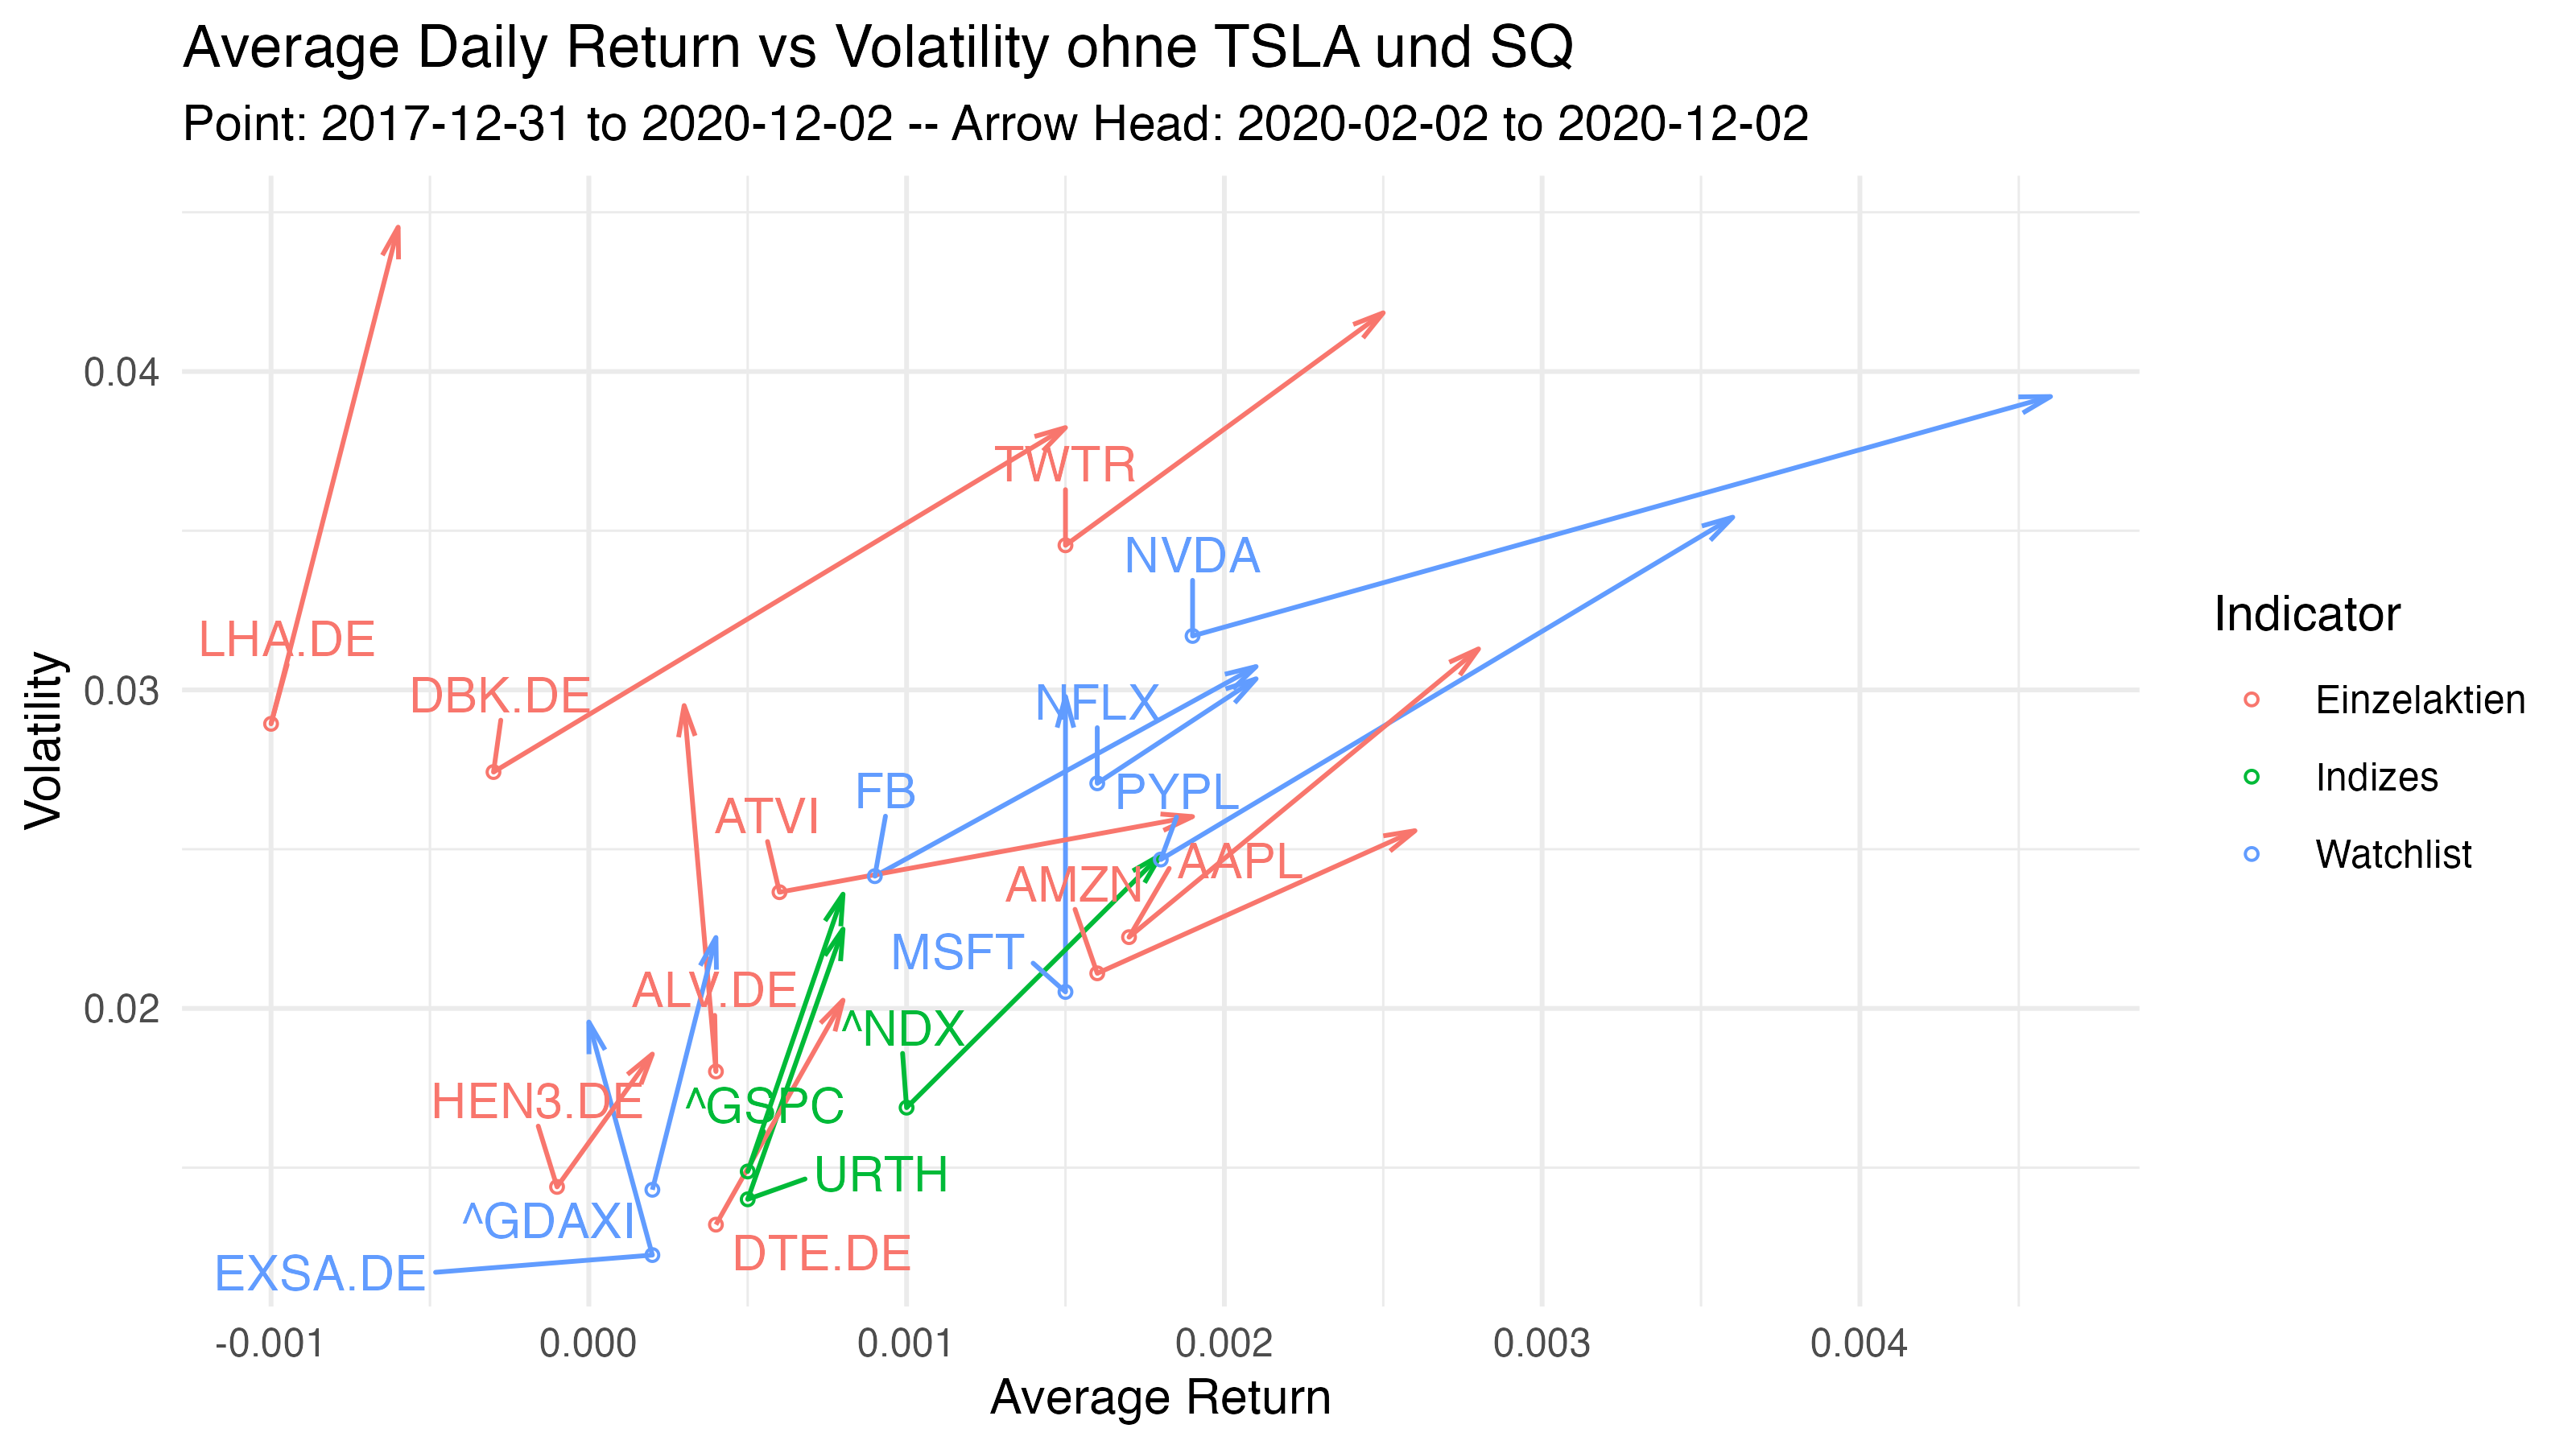 Average Daily Return vs Volatility ohne TSLA und SQ
Point: 2017-12-31 to 2020-12-02 -- Arrow Head: 2020-02-02 to 2020-12-02
Volatility
0.04
0.03
0.02
TWTR
NVDA
LHA.DE
DBK.DE
NFLX
FB
PYPL
ATVI
AAPL
AMZN
MSFT
ALV.DE
^NDX
HEN3.DE
^GSPC
URTH
^GDAXI
DTE.DE
EXSA.DE
-0.001
0.000
0.001
0.002
0.003
0.004
Average Return
Indicator
Einzelaktien
Indizes
Watchlist